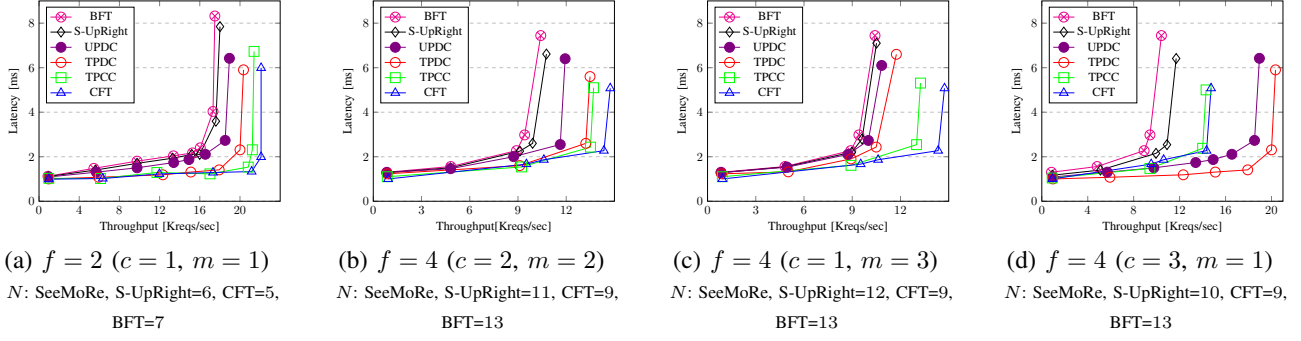 8
6
4
2
0
Latency [ms]
BFT
S-UpRight
UPDC
TPDC
TPCC
CFT
0 4 8 12 16 20
Throughput [Kreqs/sec]
(a) f = 2 (c = 1, m = 1)
N: SeeMoRe, S-UpRight=6, CFT=5,
BFT=7
8
6
4
2
0
Latency [ms]
BFT
S-UpRight
UPDC
TPDC
TPCC
CFT
0 3 6 9 12
Throughput[Kreqs/sec]
(b) f = 4 (c = 2, m = 2)
N: SeeMoRe, S-UpRight=11, CFT=9,
BFT=13
8
6
4
2
0
Latency [ms]
BFT
S-UpRight
UPDC
TPDC
TPCC
CFT
0 3 6 9 12
Throughput [Kreqs/sec]
(c) f = 4 (c = 1, m = 3)
N: SeeMoRe, S-UpRight=12, CFT=9,
BFT=13
8
6
4
2
0
Latency [ms]
BFT
S-UpRight
UPDC
TPDC
TPCC
CFT
0 3 6 9 12 15 18 21
Throughput [Kreqs/sec]
(d) f = 4 (c = 3, m = 1)
N: SeeMoRe, S-UpRight=10, CFT=9,
BFT=13